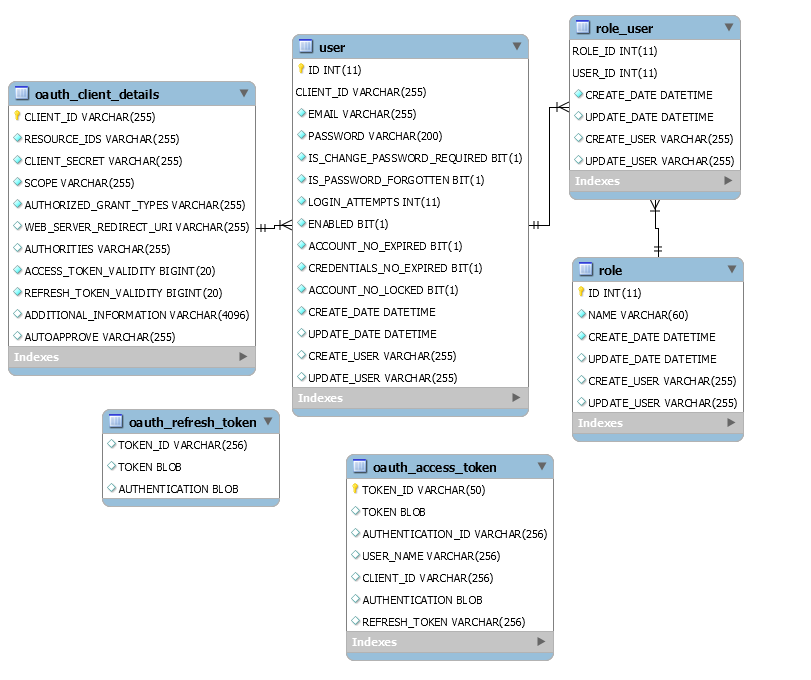 oauth_client_details
CLIENT_ID VARCHAR(255)
RESOURCE_IDS VARCHAR(255)
CLIENT_SECRET VARCHAR(255)
SCOPE VARCHAR(255)
AUTHORIZED_GRANT_TYPES VARCHAR(255)
WEB_SERVER_REDIRECT_URI VARCHAR(255)
AUTHORITIES VARCHAR(255)
ACCESS_TOKEN_VALIDITY BIGINT(20)
REFRESH_TOKEN_VALIDITY BIGINT(20)
ADDITIONAL_INFORMATION VARCHAR(4096)
AUTOAPPROVE VARCHAR(255)
Indexes
user
ID INT(11)
CLIENT_ID VARCHAR(255)
EMAIL VARCHAR(255)
PASSWORD VARCHAR(200)
IS_CHANGE_PASSWORD_REQUIRED BIT(1)
IS_PASSWORD_FORGOTTEN BIT(1)
LOGIN_ATTEMPTS INT(11)
ENABLED BIT(1)
ACCOUNT_NO_EXPIRED BIT(1)
CREDENTIALS_NO_EXPIRED BIT(1)
ACCOUNT_NO_LOCKED BIT(1)
CREATE_DATE DATETIME
UPDATE_DATE DATETIME
CREATE_USER VARCHAR(255)
UPDATE_USER VARCHAR(255)
Indexes
role_user
ROLE_ID INT(11)
USER_ID INT(11)
CREATE_DATE DATETIME
UPDATE_DATE DATETIME
CREATE_USER VARCHAR(255)
UPDATE_USER VARCHAR(255)
Indexes
role
ID INT(11)
NAME VARCHAR(60)
CREATE_DATE DATETIME
UPDATE_DATE DATETIME
CREATE_USER VARCHAR(255)
UPDATE_USER VARCHAR(255)
Indexes
oauth_refresh_token
TOKEN_ID VARCHAR(256)
TOKEN BLOB
AUTHENTICATION BLOB
oauth_access_token
TOKEN_ID VARCHAR(50)
TOKEN BLOB
AUTHENTICATION_ID VARCHAR(256)
USER_NAME VARCHAR(256)
CLIENT_ID VARCHAR(256)
AUTHENTICATION BLOB
REFRESH_TOKEN VARCHAR(256)
Indexes